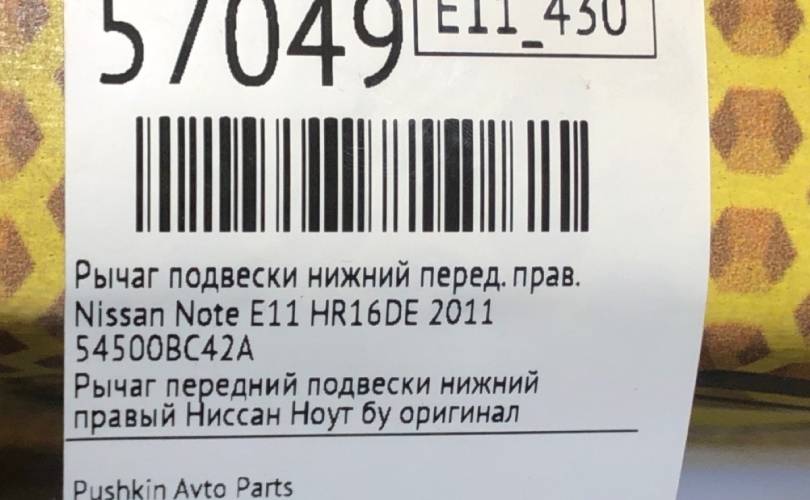 57049
E11_430
Рычаг подвески нижний перед. прав.
Nissan Note E11 HR16DE 2011
54500BC42A
Рычаг передний подвески нижний
правый Ниссан Ноут бу оригинал
Pushkin Avto Parts